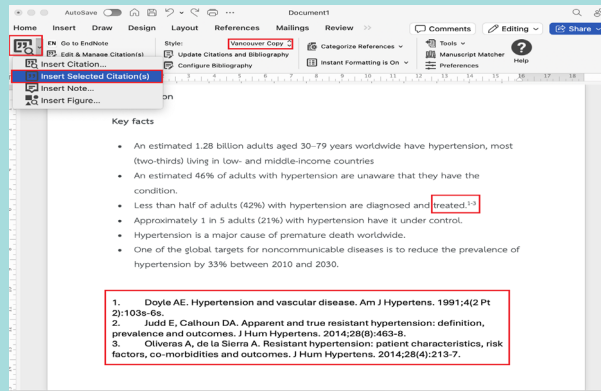 AutoSave
Document1
Home Insert Draw Design Layout References Mailings Review >> Comments Editing Share
EN Go to EndNote
Edit & Manage Citation(s)
Style: Vancouver Copy
Update Citations and Bibliography
Configure Bibliography
Categorize References
Instant Formatting is On
Tools
Manuscript Matcher
Preferences
Help
Insert Citation...
Insert Selected Citation(s)
Insert Note...
Insert Figure...
on
Key facts
• An estimated 1.28 billion adults aged 30–79 years worldwide have hypertension, most
(two-thirds) living in low- and middle-income countries
• An estimated 46% of adults with hypertension are unaware that they have the
condition.
• Less than half of adults (42%) with hypertension are diagnosed and treated.1-3
• Approximately 1 in 5 adults (21%) with hypertension have it under control.
• Hypertension is a major cause of premature death worldwide.
• One of the global targets for noncommunicable diseases is to reduce the prevalence of
hypertension by 33% between 2010 and 2030.
1. Doyle AE. Hypertension and vascular disease. Am J Hypertens. 1991;4(2 Pt
2):103s-6s.
2. Judd E, Calhoun DA. Apparent and true resistant hypertension: definition,
prevalence and outcomes. J Hum Hypertens. 2014;28(8):463-8.
3. Oliveras A, de la Sierra A. Resistant hypertension: patient characteristics, risk
factors, co-morbidities and outcomes. J Hum Hypertens. 2014;28(4):213-7.